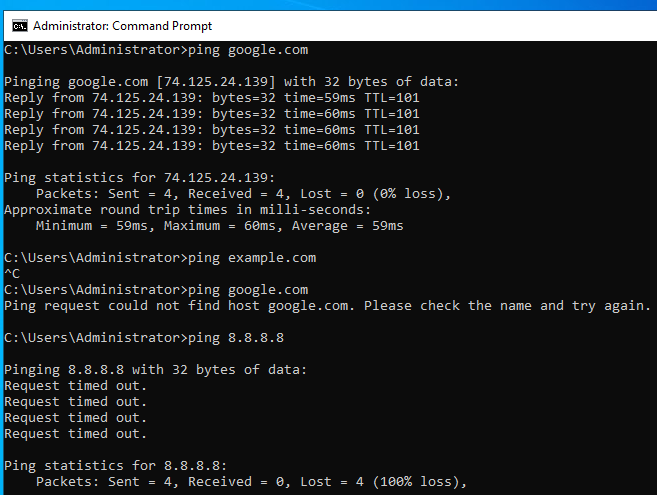 Administrator: Command Prompt
C:\Users\Administrator>ping google.com
Pinging google.com [74.125.24.139] with 32 bytes of data:
Reply from 74.125.24.139: bytes=32 time=59ms TTL=101
Reply from 74.125.24.139: bytes=32 time=60ms TTL=101
Reply from 74.125.24.139: bytes=32 time=60ms TTL=101
Reply from 74.125.24.139: bytes=32 time=60ms TTL=101
Ping statistics for 74.125.24.139:
    Packets: Sent = 4, Received = 4, Lost = 0 (0% loss),
Approximate round trip times in milli-seconds:
    Minimum = 59ms, Maximum = 60ms, Average = 59ms
C:\Users\Administrator>ping example.com
^C
C:\Users\Administrator>ping google.com
Ping request could not find host google.com. Please check the name and try again.
C:\Users\Administrator>ping 8.8.8.8
Pinging 8.8.8.8 with 32 bytes of data:
Request timed out.
Request timed out.
Request timed out.
Request timed out.
Ping statistics for 8.8.8.8:
    Packets: Sent = 4, Received = 0, Lost = 4 (100% loss),